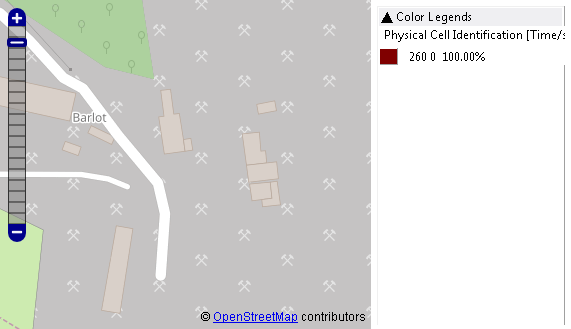 Barlot
© OpenStreetMap contributors
Color Legends
Physical Cell Identification [Time/s
260 0 100.00%